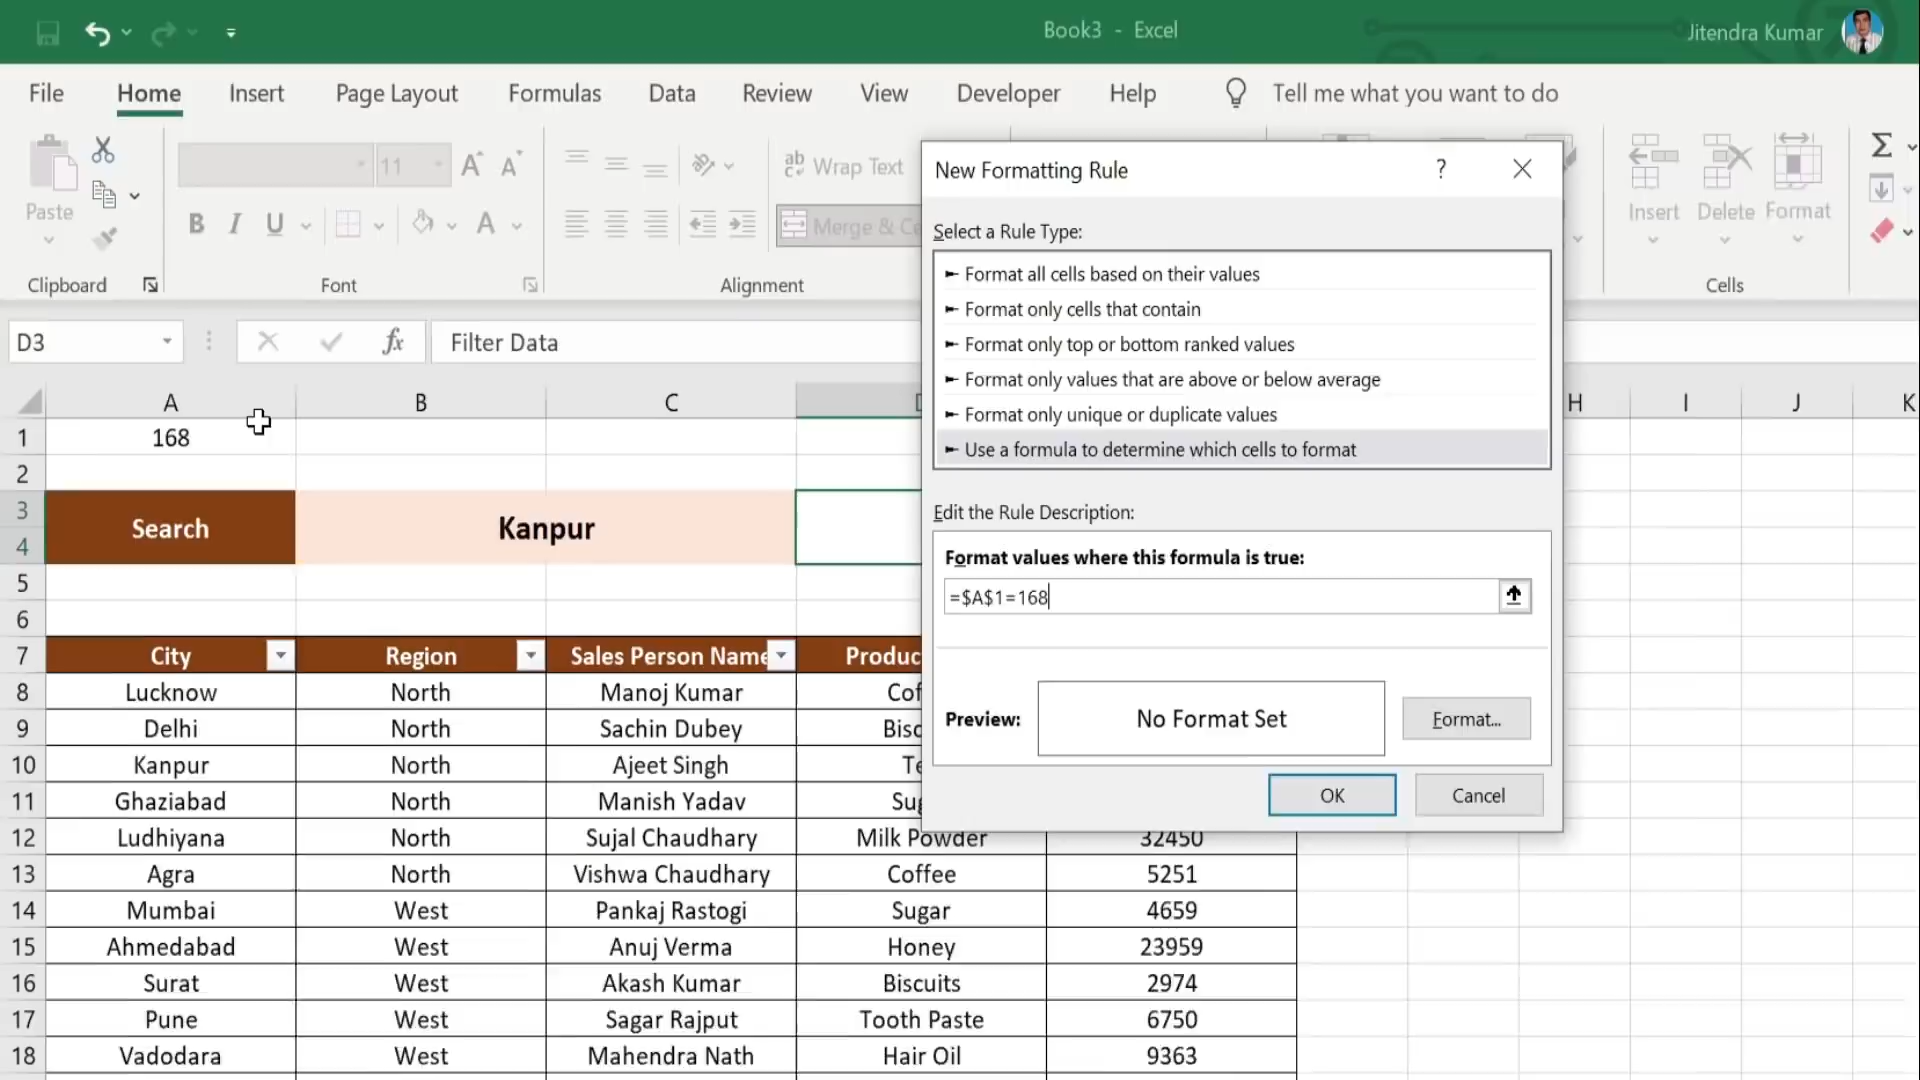 Book3 - Excel
Jitendra Kumar
File Home Insert Page Layout Formulas Data Review View Developer Help Tell me what you want to do
Paste
11
B I U A
ab Wrap Text
Merge & Ce
Insert Delete Format
Clipboard Font Alignment Cells
D3 fx Filter Data
New Formatting Rule ?
Select a Rule Type:
► Format all cells based on their values
► Format only cells that contain
► Format only top or bottom ranked values
► Format only values that are above or below average
► Format only unique or duplicate values
► Use a formula to determine which cells to format
Edit the Rule Description:
Format values where this formula is true:
=$A$1=168
Preview: No Format Set Format...
OK Cancel
A B C H I J K
1 168
2
3
Search Kanpur
4
5
6
7 City Region Sales Person Name Produc
8 Lucknow North Manoj Kumar Cof
9 Delhi North Sachin Dubey Bisc
10 Kanpur North Ajeet Singh Te
11 Ghaziabad North Manish Yadav Sug
12 Ludhiyana North Sujal Chaudhary Milk Powder 32450
13 Agra North Vishwa Chaudhary Coffee 5251
14 Mumbai West Pankaj Rastogi Sugar 4659
15 Ahmedabad West Anuj Verma Honey 23959
16 Surat West Akash Kumar Biscuits 2974
17 Pune West Sagar Rajput Tooth Paste 6750
18 Vadodara West Mahendra Nath Hair Oil 9363